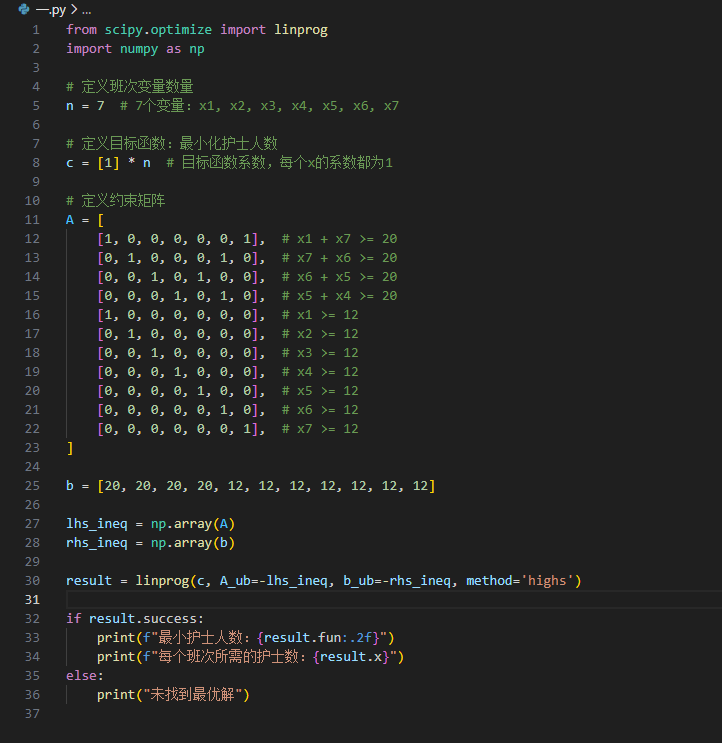 一.py > ...
1 from scipy.optimize import linprog
2 import numpy as np
3
4 # 定义班次变量数量
5 n = 7  # 7个变量：x1, x2, x3, x4, x5, x6, x7
6
7 # 定义目标函数：最小化护士人数
8 c = [1] * n  # 目标函数系数，每个x的系数都为1
9
10 # 定义约束矩阵
11 A = [
12     [1, 0, 0, 0, 0, 0, 1],  # x1 + x7 >= 20
13     [0, 1, 0, 0, 0, 1, 0],  # x7 + x6 >= 20
14     [0, 0, 1, 0, 1, 0, 0],  # x6 + x5 >= 20
15     [0, 0, 0, 1, 0, 1, 0],  # x5 + x4 >= 20
16     [1, 0, 0, 0, 0, 0, 0],  # x1 >= 12
17     [0, 1, 0, 0, 0, 0, 0],  # x2 >= 12
18     [0, 0, 1, 0, 0, 0, 0],  # x3 >= 12
19     [0, 0, 0, 1, 0, 0, 0],  # x4 >= 12
20     [0, 0, 0, 0, 1, 0, 0],  # x5 >= 12
21     [0, 0, 0, 0, 0, 1, 0],  # x6 >= 12
22     [0, 0, 0, 0, 0, 0, 1],  # x7 >= 12
23 ]
24
25 b = [20, 20, 20, 20, 12, 12, 12, 12, 12, 12, 12]
26
27 lhs_ineq = np.array(A)
28 rhs_ineq = np.array(b)
29
30 result = linprog(c, A_ub=-lhs_ineq, b_ub=-rhs_ineq, method='highs')
31
32 if result.success:
33     print(f"最小护士人数：{result.fun:.2f}")
34     print(f"每个班次所需的护士数：{result.x}")
35 else:
36     print("未找到最优解")
37